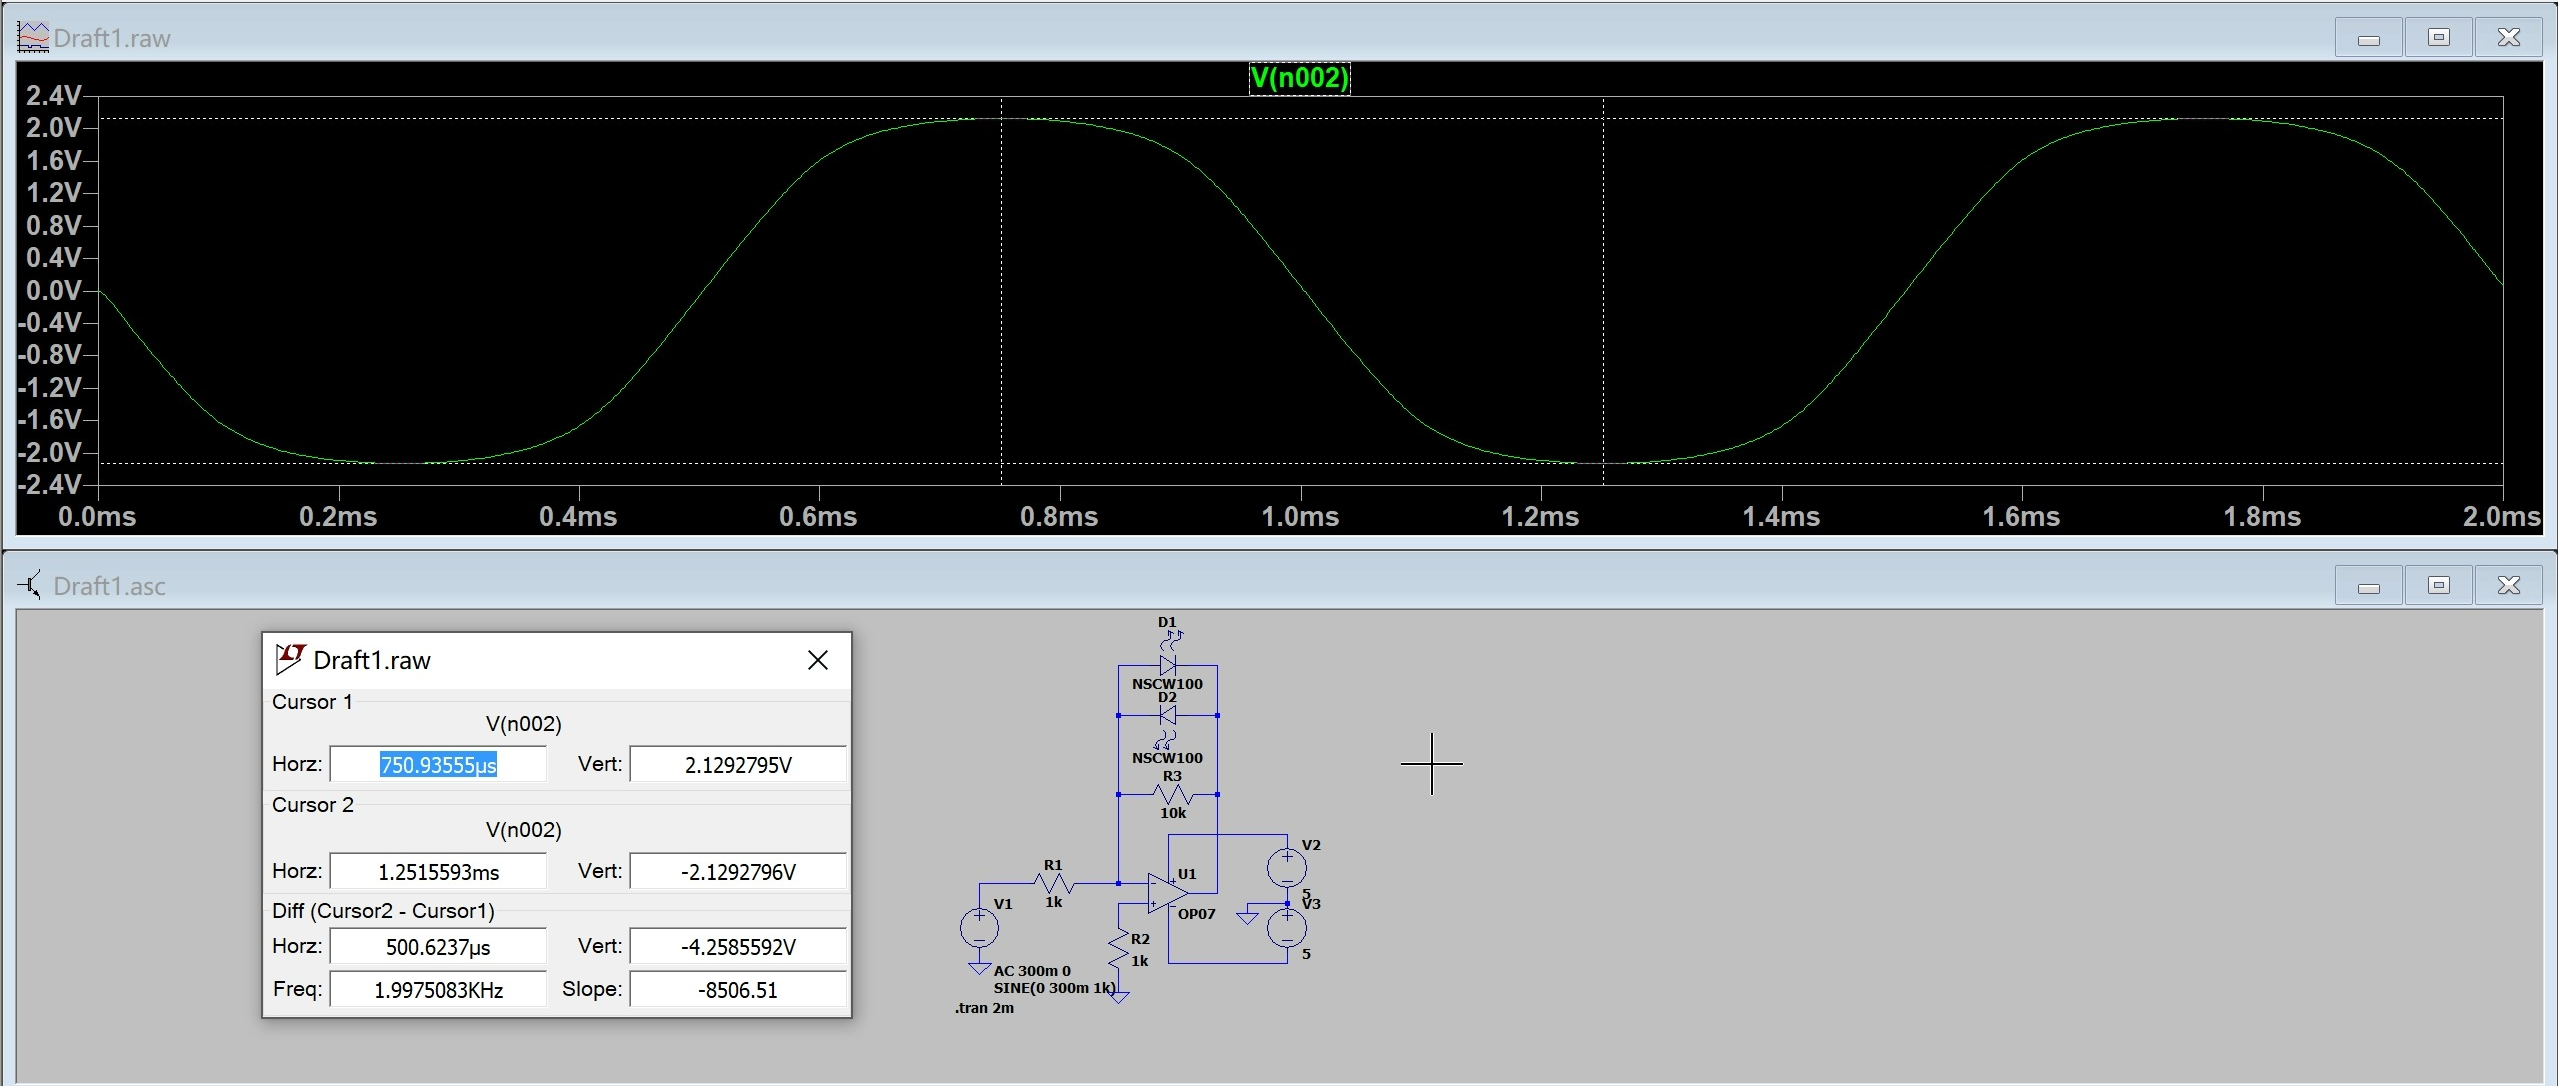 Draft1.raw
V(n002)
2.4V
2.0V
1.6V
1.2V
0.8V
0.4V
0.0V
-0.4V
-0.8V
-1.2V
-1.6V
-2.0V
-2.4V
0.0ms 0.2ms 0.4ms 0.6ms 0.8ms 1.0ms 1.2ms 1.4ms 1.6ms 1.8ms 2.0ms
Draft1.asc
Draft1.raw
Cursor 1
V(n002)
Horz: 750.93555µs Vert: 2.1292795V
Cursor 2
V(n002)
Horz: 1.2515593ms Vert: -2.1292796V
Diff (Cursor2 - Cursor1)
Horz: 500.6237µs Vert: -4.2585592V
Freq: 1.9975083KHz Slope: -8506.51
D1
NSCW100
D2
NSCW100
R3
10k
R1
1k
V1
AC 300m 0
SINE(0 300m 1k)
.tran 2m
U1
OP07
R2
1k
V2
5
V3
5